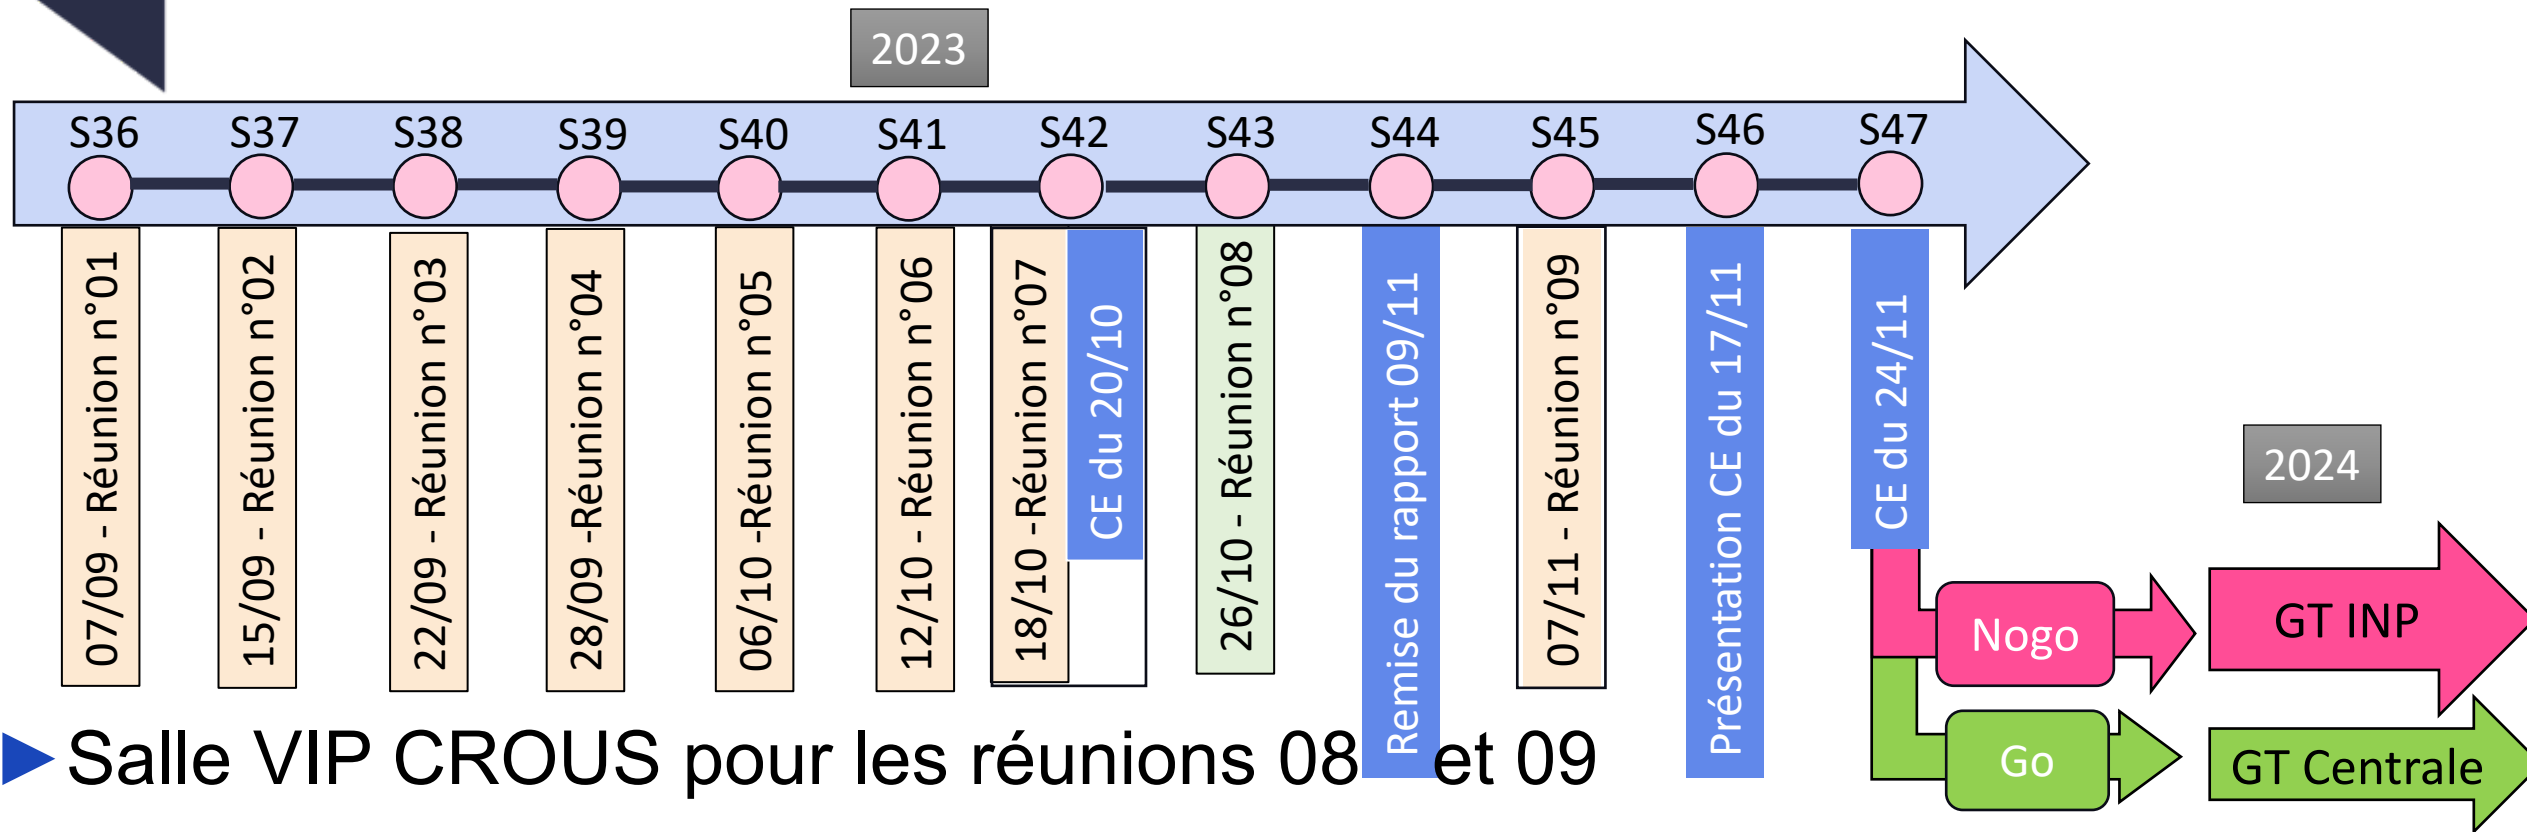 2023
S36
S37
S38
S39
S40
S41
S42
S43
S44
S45
S46
S47
07/09 - Réunion n°01
15/09 - Réunion n°02
22/09 - Réunion n°03
28/09 -Réunion n°04
06/10 -Réunion n°05
12/10 - Réunion n°06
18/10 -Réunion n°07
CE du 20/10
26/10 - Réunion n°08
Remise du rapport 09/11
07/11 - Réunion n°09
Présentation CE du 17/11
CE du 24/11
2024
Nogo
GT INP
Go
GT Centrale
Salle VIP CROUS pour les réunions 08 et 09